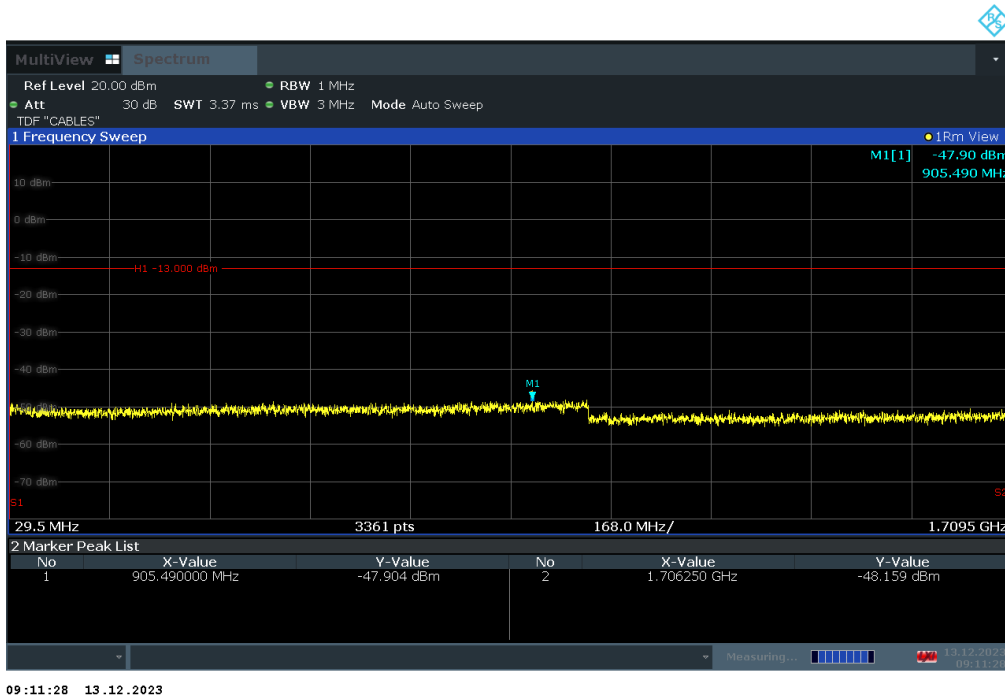 R&S
MultiView Spectrum
Ref Level 20.00 dBm RBW 1 MHz
Att 30 dB SWT 3.37 ms VBW 3 MHz Mode Auto Sweep
TDF "CABLES"
1 Frequency Sweep 1Rm View
M1[1] -47.90 dBm
905.490 MHz
10 dBm
0 dBm
-10 dBm
H1 -13.000 dBm
-20 dBm
-30 dBm
-40 dBm
M1
-50 dBm
-60 dBm
-70 dBm
S1
29.5 MHz 3361 pts 168.0 MHz/ 1.7095 GHz
2 Marker Peak List
No X-Value Y-Value No X-Value Y-Value
1 905.490000 MHz -47.904 dBm 2 1.706250 GHz -48.159 dBm
Measuring... 13.12.2023
09:11:28
09:11:28 13.12.2023